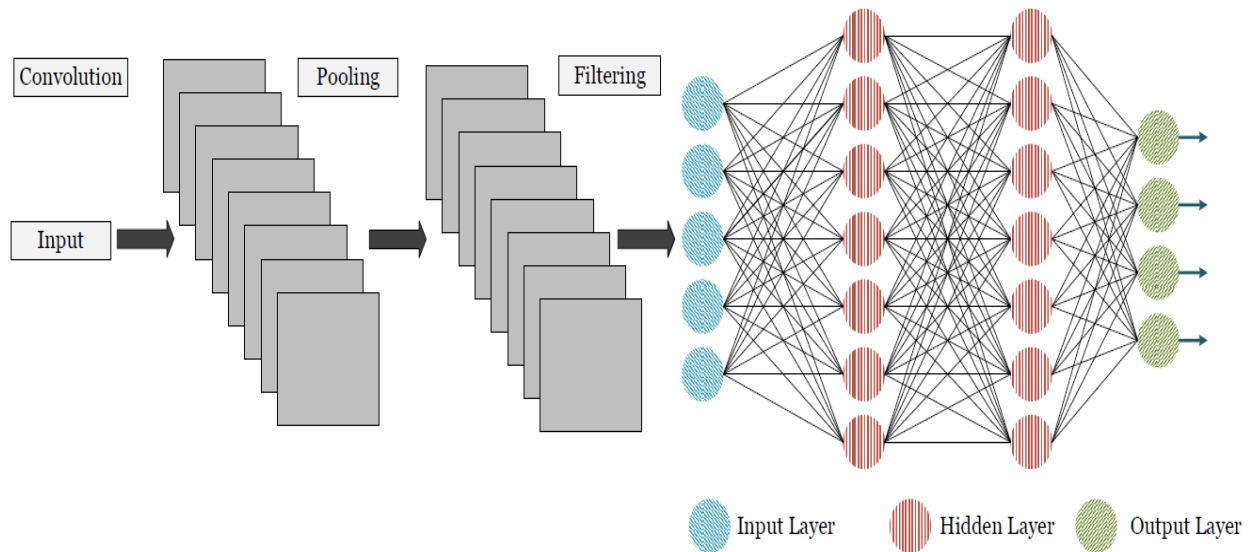 Convolution
Pooling
Filtering
Input
Input Layer
Hidden Layer
Output Layer